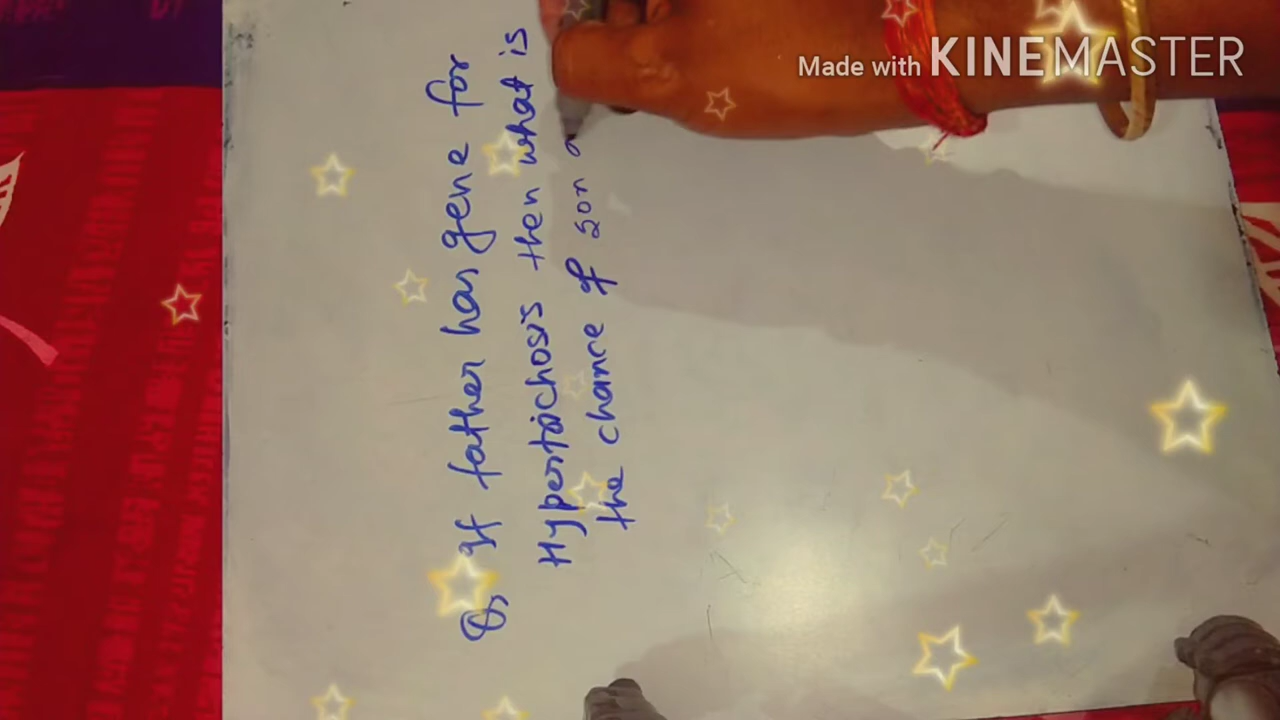 Made with KINEMASTER
Q, If father has gene for
Hypertrichosis then what is
the chance of son